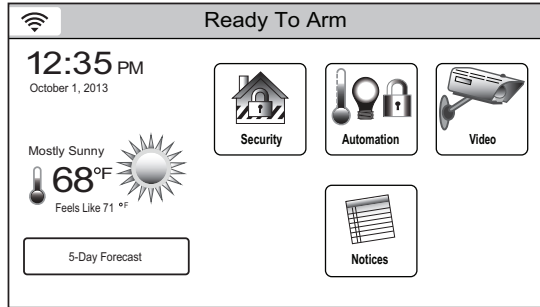 Ready To Arm
12:35 PM
October 1, 2013
Security
Automation
Video
Mostly Sunny
68°F
Feels Like 71 °F
5-Day Forecast
Notices